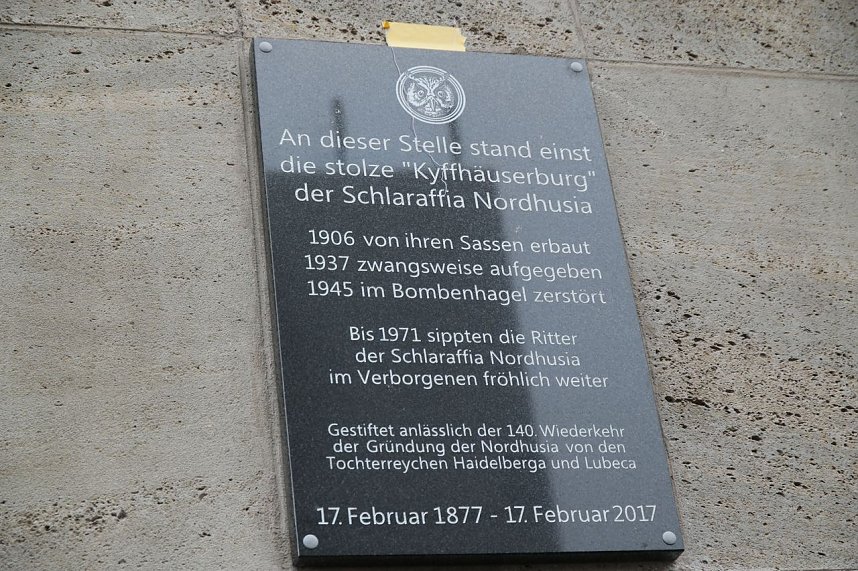 An dieser Stelle stand einst
die stolze "Kyffhäuserburg"
der Schlaraffia Nordhusia
1906 von ihren Sassen erbaut
1937 zwangsweise aufgegeben
1945 im Bombenhagel zerstört
Bis 1971 sippten die Ritter
der Schlaraffia Nordhusia
im Verborgenen fröhlich weiter
Gestiftet anlässlich der 140. Wiederkehr
der Gründung der Nordhusia von den
Tochterreychen Haidelberga und Lubeca
17. Februar 1877 - 17. Februar 2017